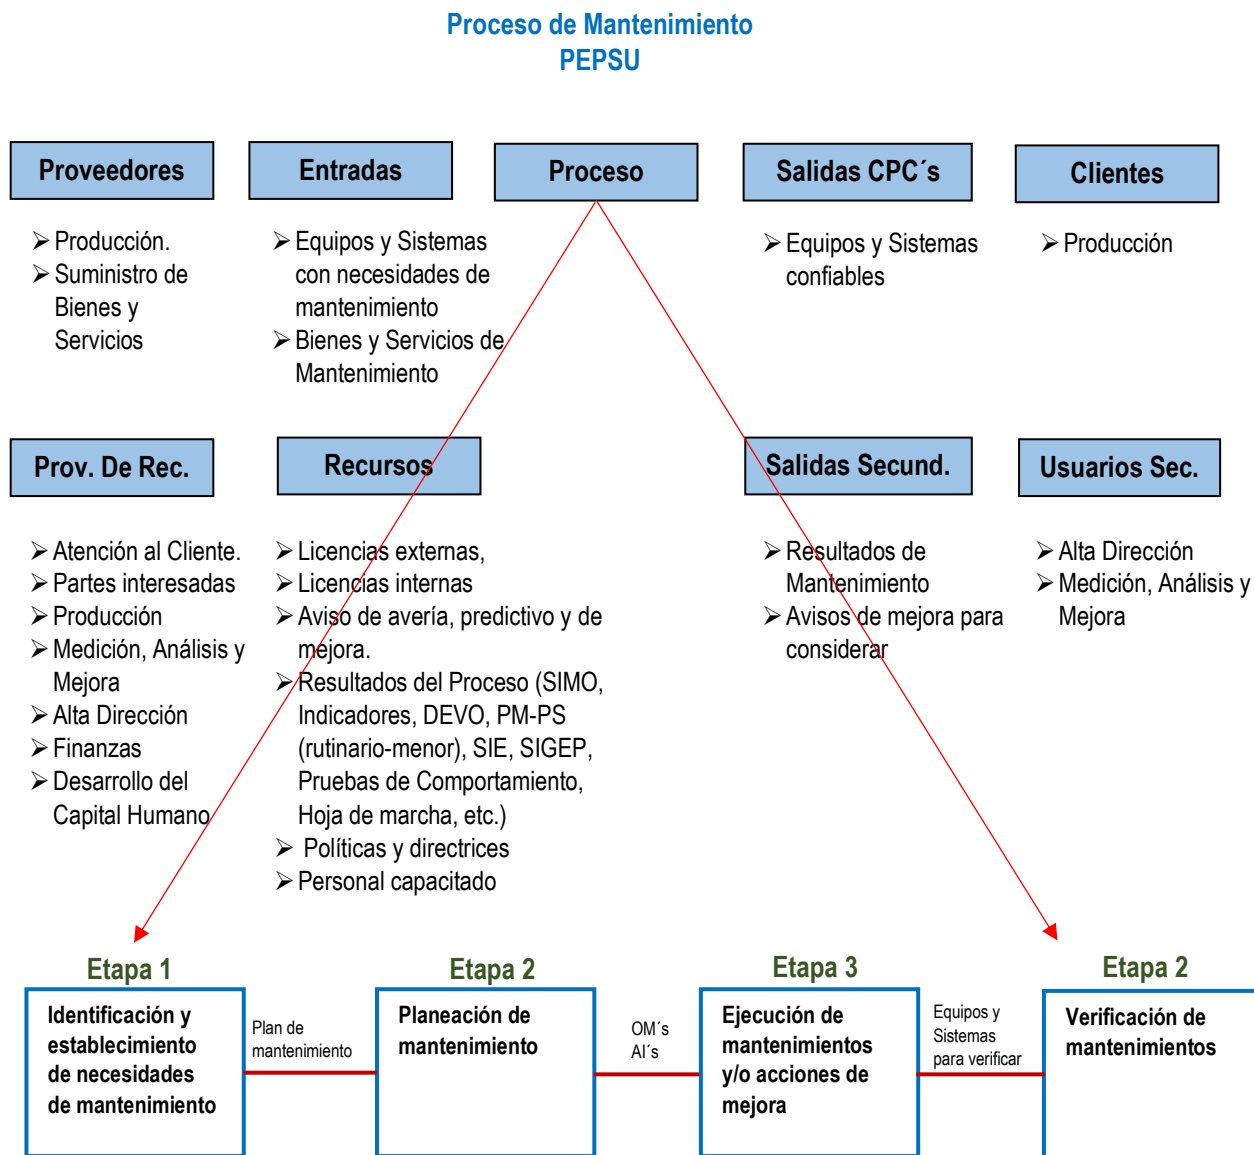 Proceso de Mantenimiento
PEPSU
Proveedores
Entradas
Proceso
Salidas CPC´s
Clientes
➢ Producción.
➢ Suministro de
Bienes y
Servicios
➢ Equipos y Sistemas
con necesidades de
mantenimiento
➢ Bienes y Servicios de
Mantenimiento
➢ Equipos y Sistemas
confiables
➢ Producción
Prov. De Rec.
Recursos
Salidas Secund.
Usuarios Sec.
➢ Atención al Cliente.
➢ Partes interesadas
➢ Producción
➢ Medición, Análisis y
Mejora
➢ Alta Dirección
➢ Finanzas
➢ Desarrollo del
Capital Humano
➢ Licencias externas,
➢ Licencias internas
➢ Aviso de avería, predictivo y de
mejora.
➢ Resultados del Proceso (SIMO,
Indicadores, DEVO, PM-PS
(rutinario-menor), SIE, SIGEP,
Pruebas de Comportamiento,
Hoja de marcha, etc.)
➢ Políticas y directrices
➢ Personal capacitado
➢ Resultados de
Mantenimiento
➢ Avisos de mejora para
considerar
➢ Alta Dirección
➢ Medición, Análisis y
Mejora
Etapa 1
Identificación y
establecimiento
de necesidades
de mantenimiento
Plan de
mantenimiento
Etapa 2
Planeación de
mantenimiento
OM´s
AI´s
Etapa 3
Ejecución de
mantenimientos
y/o acciones de
mejora
Equipos y
Sistemas
para verificar
Etapa 2
Verificación de
mantenimientos